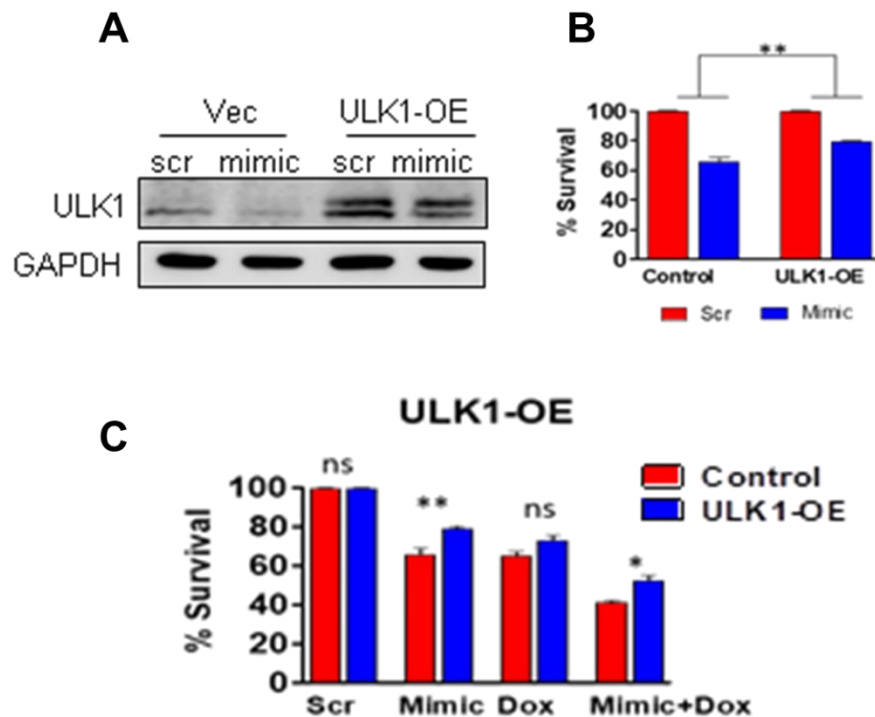 A
Vec ULK1-OE
scr mimic scr mimic
ULK1
GAPDH
B
**
100
80
60
40
20
0
% Survival
Control ULK1-OE
Scr Mimic
C
ULK1-OE
Control
ULK1-OE
ns
**
ns
*
100
80
60
40
20
0
% Survival
Scr Mimic Dox Mimic+Dox